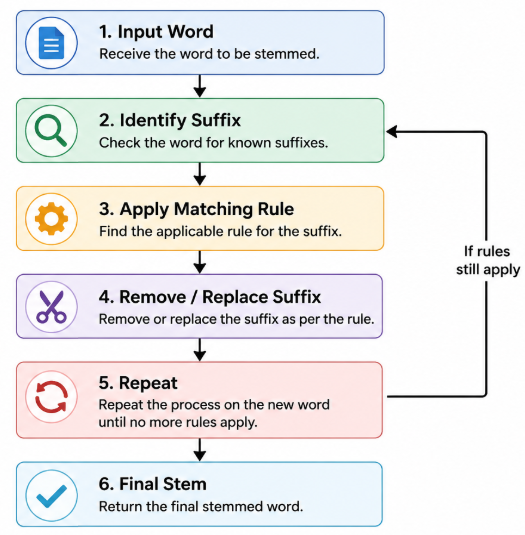 1. Input Word
Receive the word to be stemmed.
2. Identify Suffix
Check the word for known suffixes.
3. Apply Matching Rule
Find the applicable rule for the suffix.
If rules
still apply
4. Remove / Replace Suffix
Remove or replace the suffix as per the rule.
5. Repeat
Repeat the process on the new word
until no more rules apply.
6. Final Stem
Return the final stemmed word.